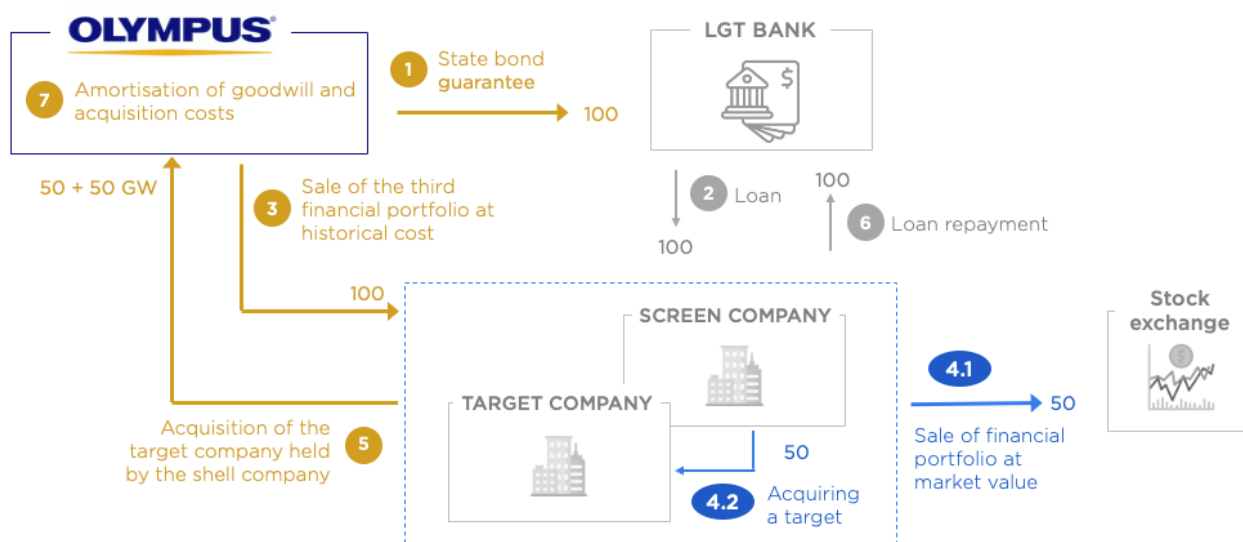 OLYMPUS
7
Amortisation of goodwill and
acquisition costs
1
State bond
guarantee
100
LGT BANK
$
50 + 50 GW
3
Sale of the third
financial portfolio at
historical cost
100
2
Loan
100
100
6
Loan repayment
SCREEN COMPANY
TARGET COMPANY
50
4.2
Acquiring
a target
Acquisition of the
target company held
by the shell company
5
4.1
50
Sale of financial
portfolio at
market value
Stock
exchange
$